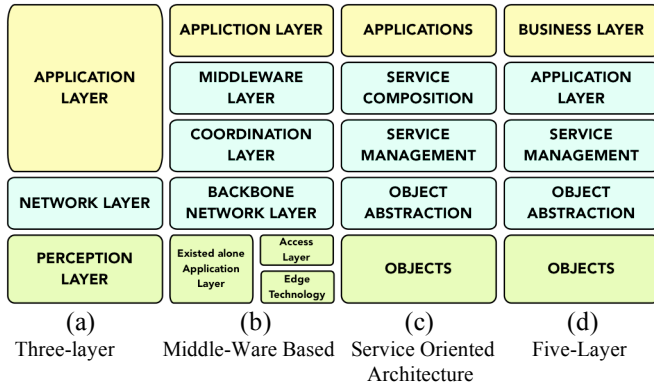 APPLICATION
LAYER
NETWORK LAYER
PERCEPTION
LAYER
APPLICTION LAYER
MIDDLEWARE
LAYER
COORDINATION
LAYER
BACKBONE
NETWORK LAYER
Existed alone
Application
Layer
Access
Layer
Edge
Technology
APPLICATIONS
SERVICE
COMPOSITION
SERVICE
MANAGEMENT
OBJECT
ABSTRACTION
OBJECTS
BUSINESS LAYER
APPLICATION
LAYER
SERVICE
MANAGEMENT
OBJECT
ABSTRACTION
OBJECTS
(a)
Three-layer
(b)
Middle-Ware Based
(c)
Service Oriented
Architecture
(d)
Five-Layer